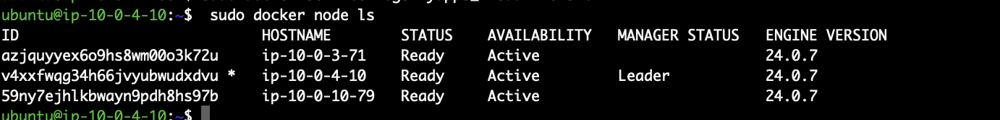 ubuntu@ip-10-0-4-10:~$  sudo docker node ls
ID                            HOSTNAME        STATUS    AVAILABILITY   MANAGER STATUS   ENGINE VERSION
azjquyyex6o9hs8wm00o3k72u     ip-10-0-3-71    Ready     Active                          24.0.7
v4xxfwqg34h66jvyubwudxdvu *   ip-10-0-4-10    Ready     Active         Leader           24.0.7
59ny7ejhlkbwayn9pdh8hs97b     ip-10-0-10-79   Ready     Active                          24.0.7
ubuntu@ip-10-0-4-10:~$